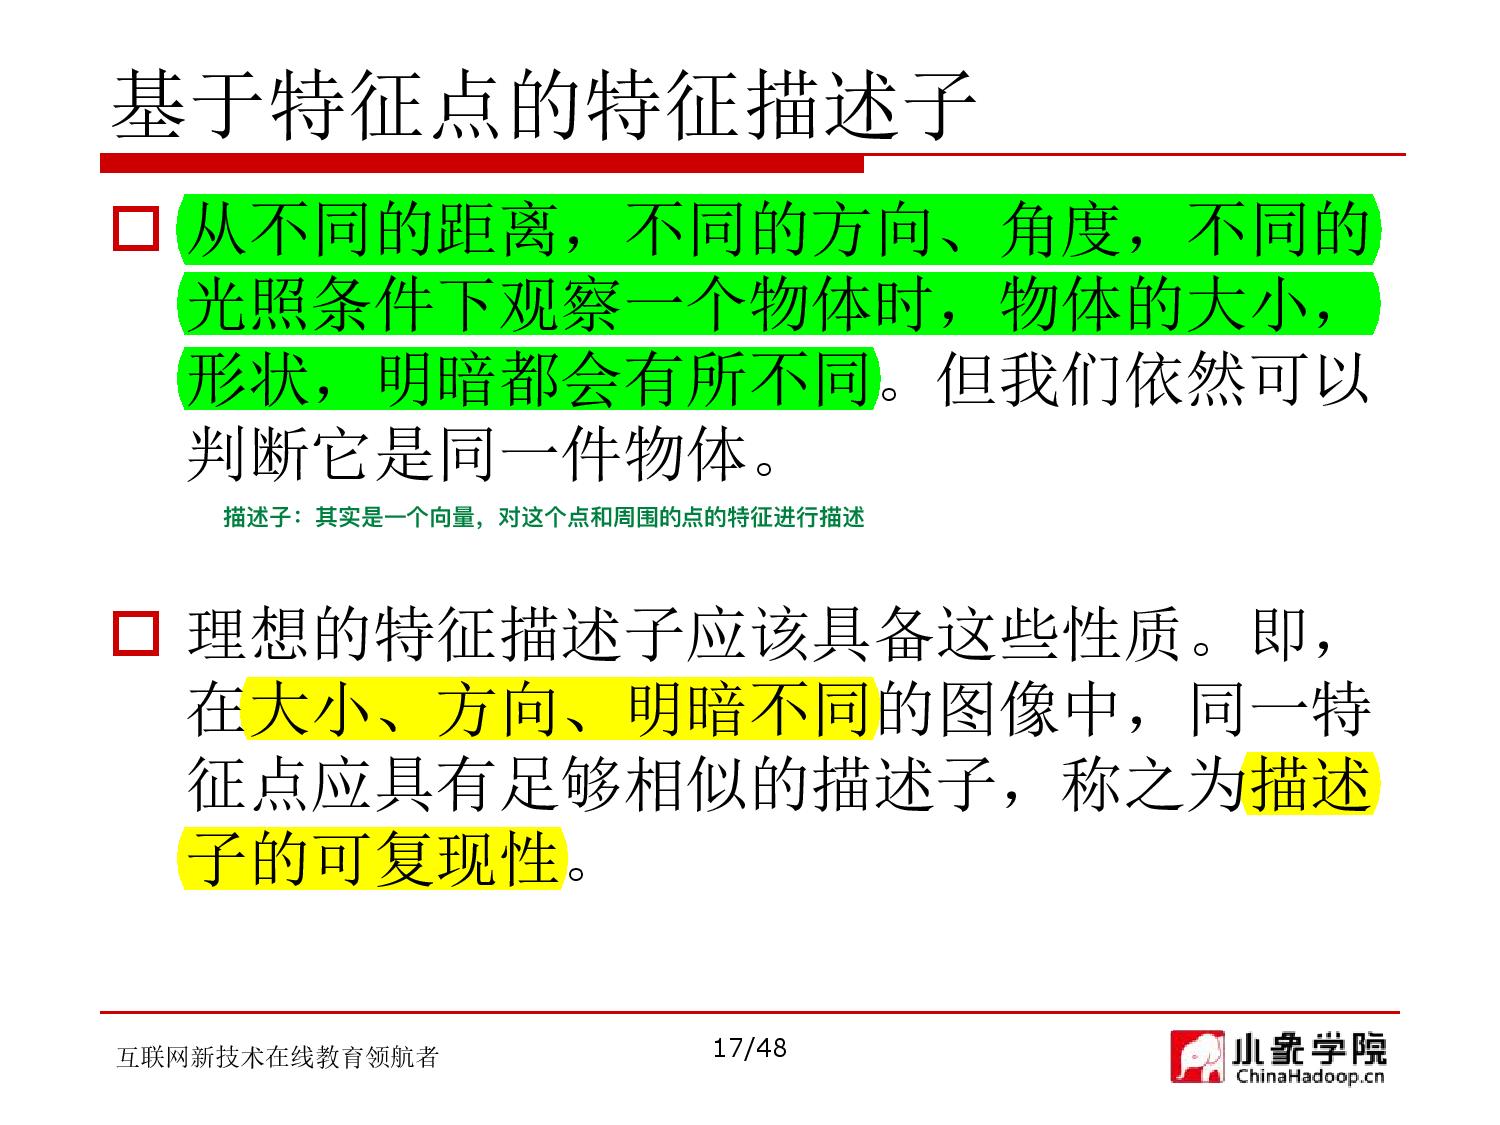 基于特征点的特征描述子
从不同的距离，不同的方向、角度，不同的
光照条件下观察一个物体时，物体的大小，
形状，明暗都会有所不同。但我们依然可以
判断它是同一件物体。
描述子：其实是一个向量，对这个点和周围的点的特征进行描述
理想的特征描述子应该具备这些性质。即，
在大小、方向、明暗不同的图像中，同一特
征点应具有足够相似的描述子，称之为描述
子的可复现性。
互联网新技术在线教育领航者
17/48
小象学院
ChinaHadoop.cn